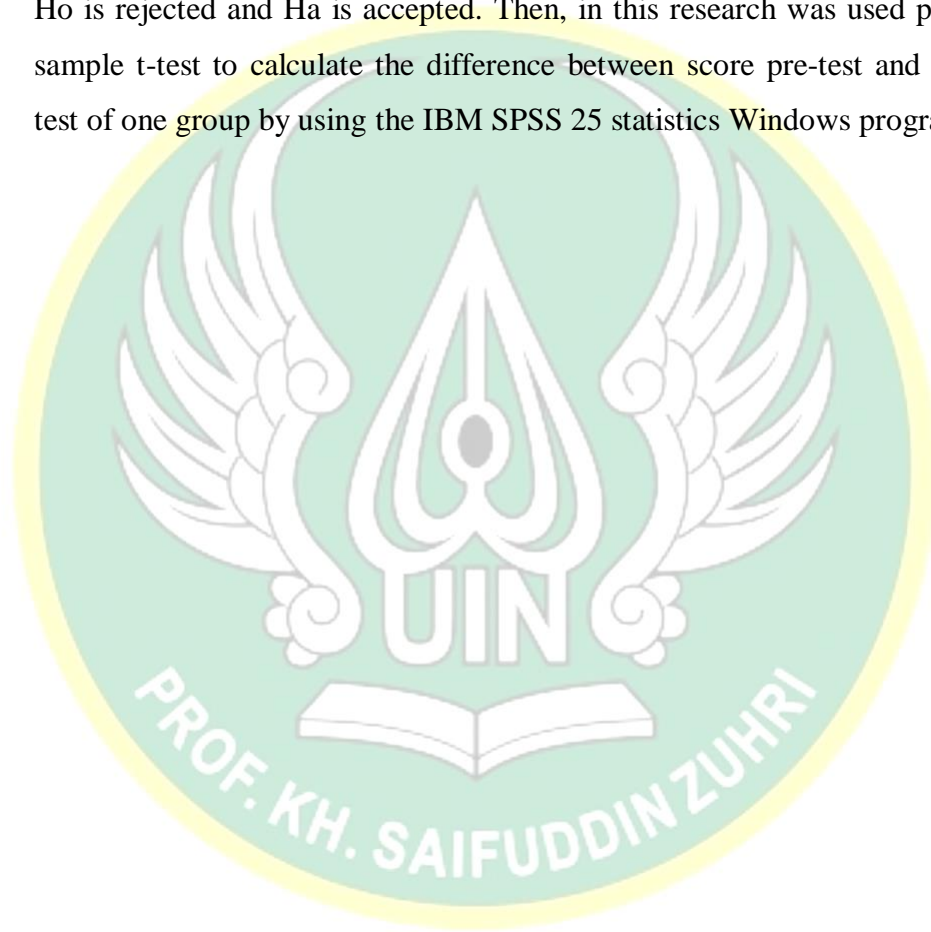 Ho is rejected and Ha is accepted. Then, in this research was used
sample t-test to calculate the difference between score pre-test and
test of one group by using the IBM SPSS 25 statistics Windows
UIN
PROF. KH. SAIFUDDIN ZUHRI